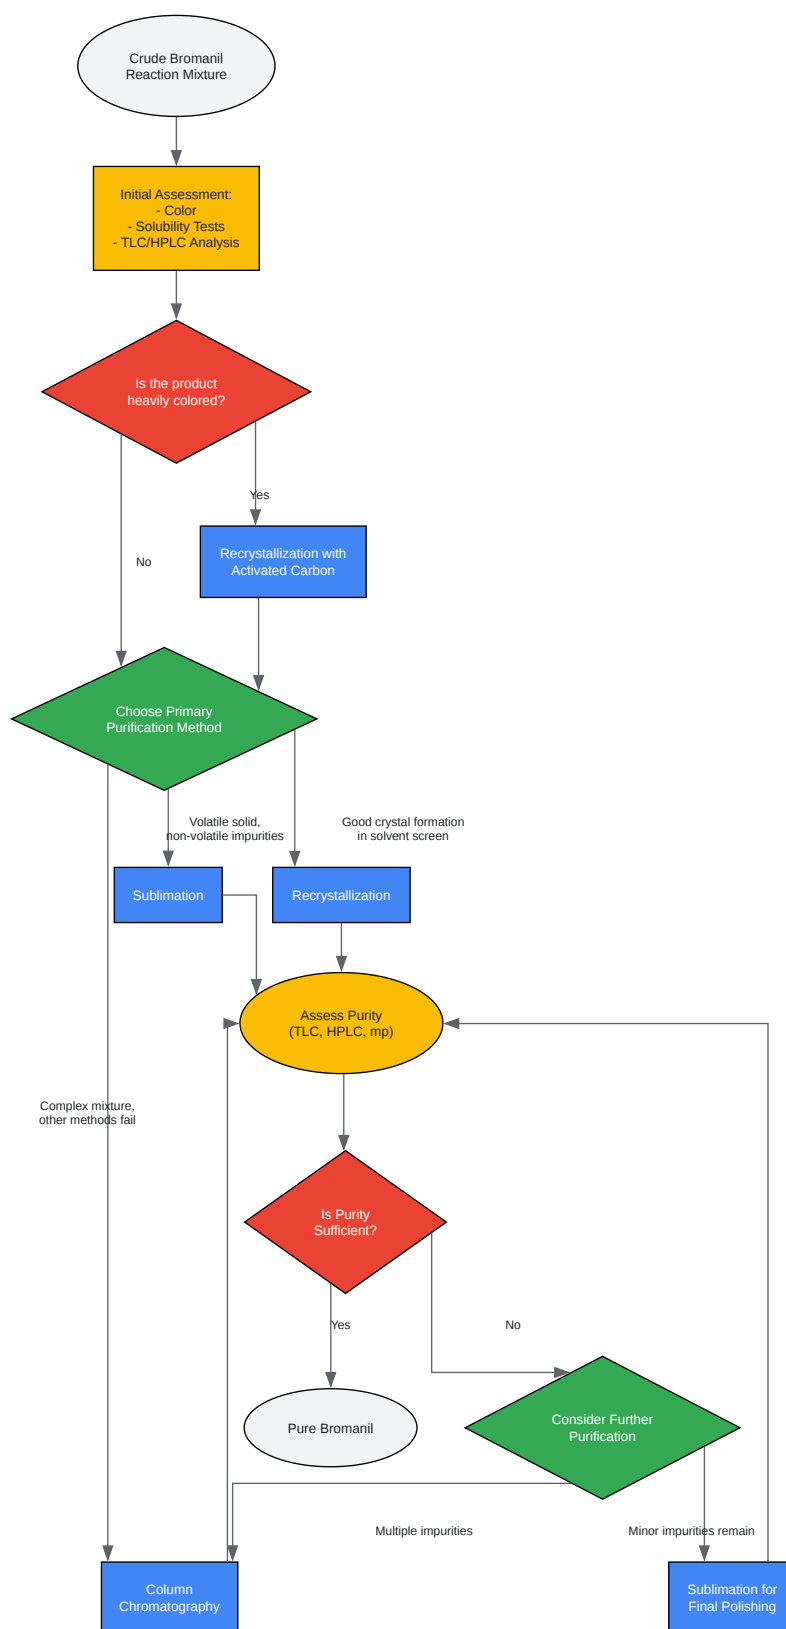 Crude Bromanil
Reaction Mixture
Initial Assessment:
- Color
- Solubility Tests
- TLC/HPLC Analysis
Is the product
heavily colored?
Yes
Recrystallization with
Activated Carbon
No
Choose Primary
Purification Method
Volatile solid,
non-volatile impurities
Good crystal formation
in solvent screen
Sublimation
Recrystallization
Assess Purity
(TLC, HPLC, mp)
Complex mixture,
other methods fail
Is Purity
Sufficient?
Yes
No
Pure Bromanil
Consider Further
Purification
Multiple impurities
Minor impurities remain
Column
Chromatography
Sublimation for
Final Polishing